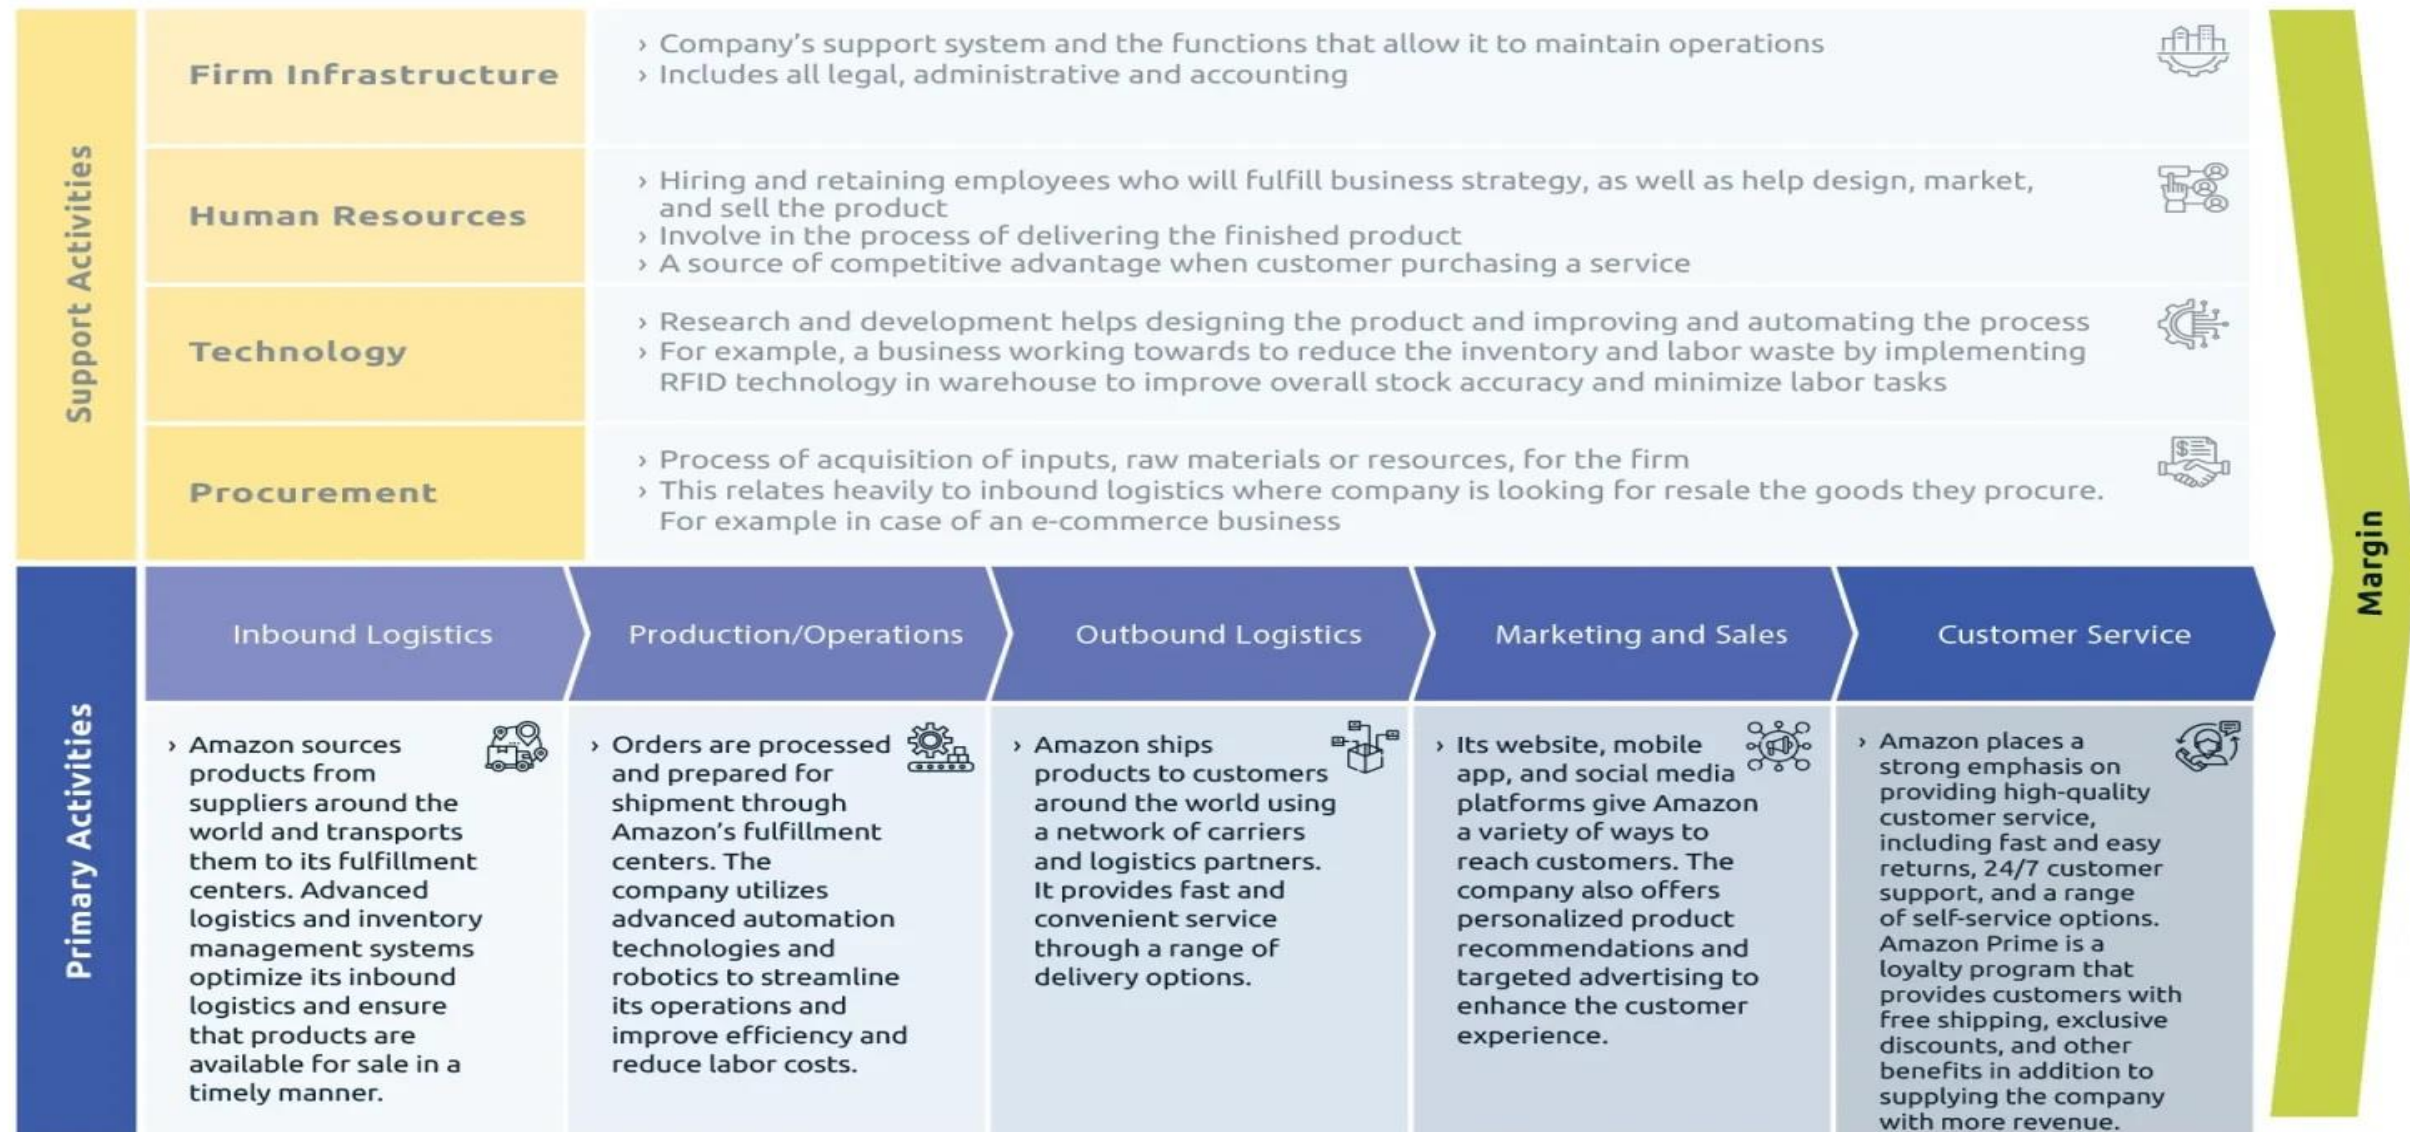 Support Activities
Firm Infrastructure
› Company's support system and the functions that allow it to maintain operations
› Includes all legal, administrative and accounting
Human Resources
› Hiring and retaining employees who will fulfill business strategy, as well as help design, market,
and sell the product
› Involve in the process of delivering the finished product
› A source of competitive advantage when customer purchasing a service
Technology
› Research and development helps designing the product and improving and automating the process
› For example, a business working towards to reduce the inventory and labor waste by implementing
RFID technology in warehouse to improve overall stock accuracy and minimize labor tasks
Procurement
› Process of acquisition of inputs, raw materials or resources, for the firm
› This relates heavily to inbound logistics where company is looking for resale the goods they procure.
For example in case of an e-commerce business
Margin
Primary Activities
Inbound Logistics
› Amazon sources
products from
suppliers around the
world and transports
them to its fulfillment
centers. Advanced
logistics and inventory
management systems
optimize its inbound
logistics and ensure
that products are
available for sale in a
timely manner.
Production/Operations
› Orders are processed
and prepared for
shipment through
Amazon's fulfillment
centers. The
company utilizes
advanced automation
technologies and
robotics to streamline
its operations and
improve efficiency and
reduce labor costs.
Outbound Logistics
› Amazon ships
products to customers
around the world using
a network of carriers
and logistics partners.
It provides fast and
convenient service
through a range of
delivery options.
Marketing and Sales
› Its website, mobile
app, and social media
platforms give Amazon
a variety of ways to
reach customers. The
company also offers
personalized product
recommendations and
targeted advertising to
enhance the customer
experience.
Customer Service
› Amazon places a
strong emphasis on
providing high-quality
customer service,
including fast and easy
returns, 24/7 customer
support, and a range
of self-service options.
Amazon Prime is a
loyalty program that
provides customers with
free shipping, exclusive
discounts, and other
benefits in addition to
supplying the company
with more revenue.